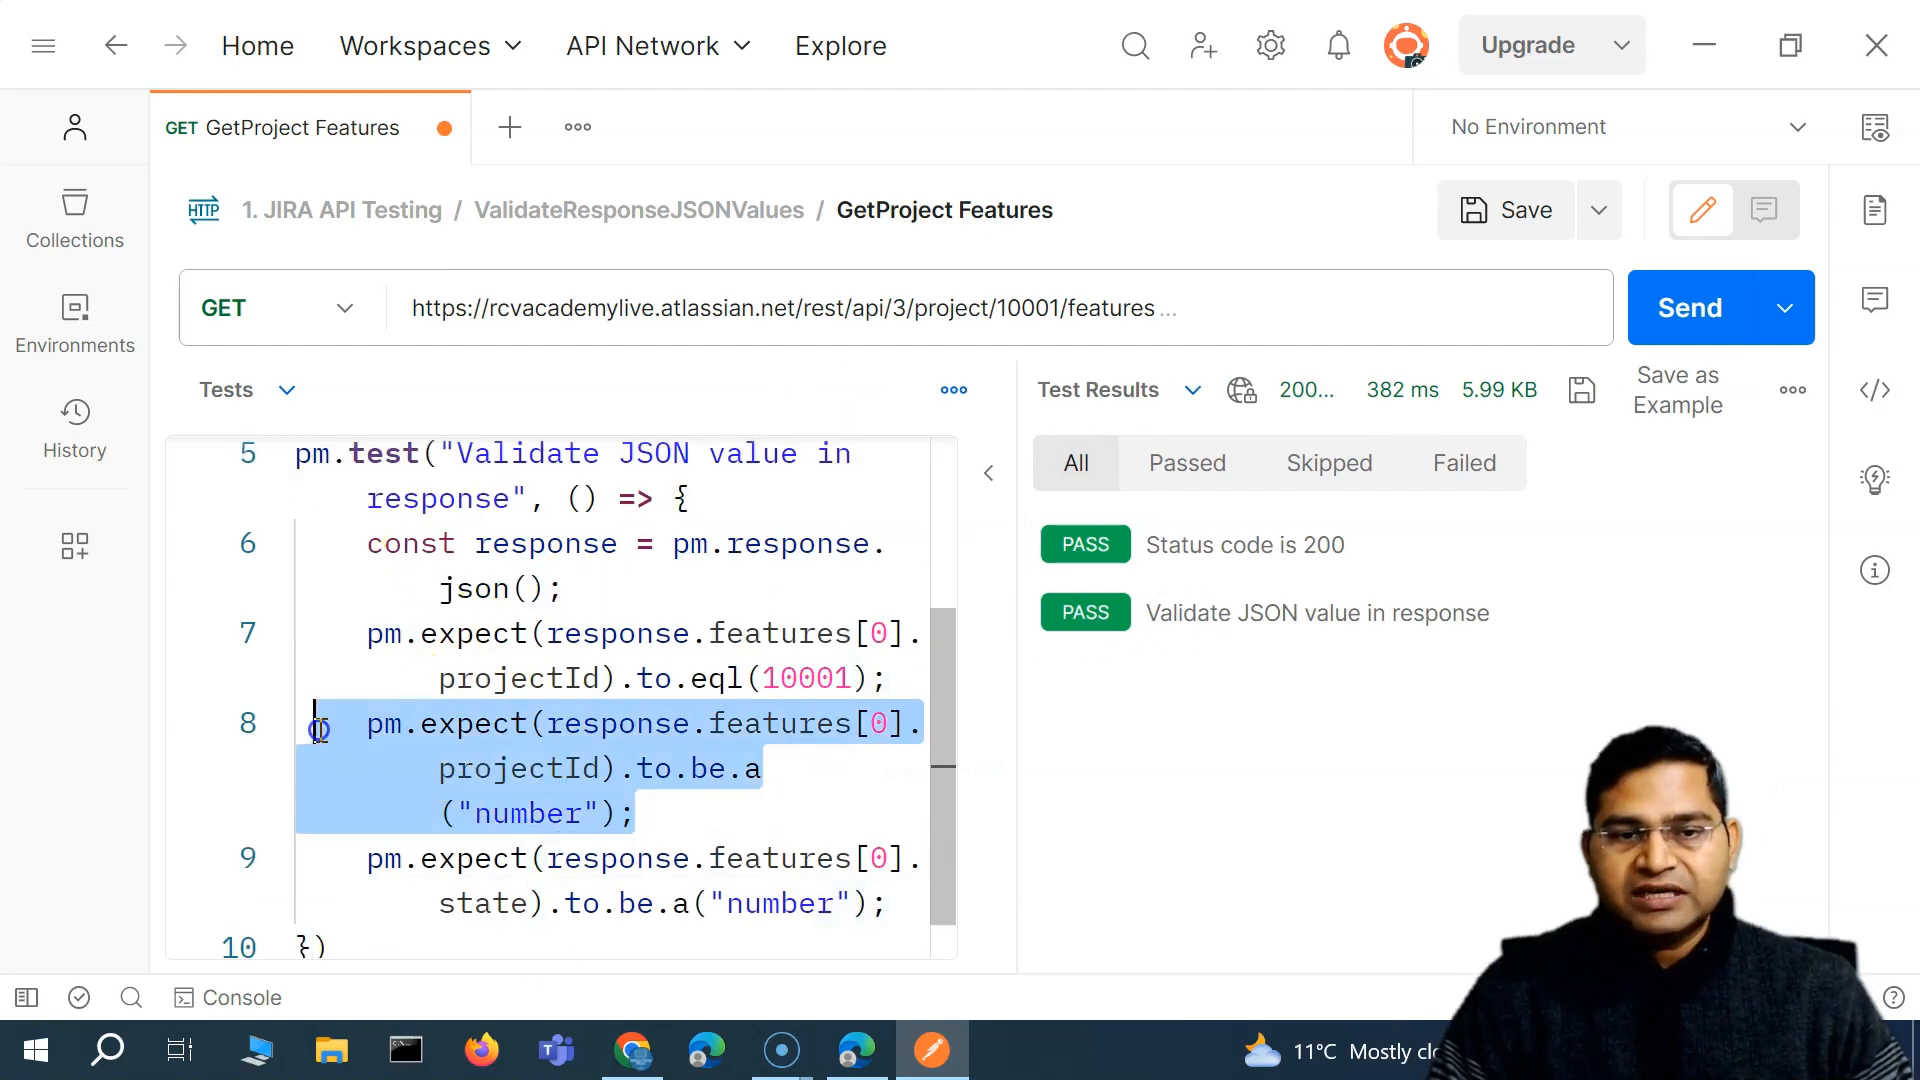 Home Workspaces API Network Explore Upgrade
GET GetProject Features No Environment
HTTP 1. JIRA API Testing / ValidateResponseJSONValues / GetProject Features Save
Collections
GET https://rcvacademylive.atlassian.net/rest/api/3/project/10001/features ... Send
Environments
Tests Test Results 200... 382 ms 5.99 KB Save as
Example
History
All Passed Skipped Failed
PASS Status code is 200
PASS Validate JSON value in response
5 pm.test("Validate JSON value in
response", () => {
6 const response = pm.response.
json();
7 pm.expect(response.features[0].
projectId).to.eql(10001);
8 pm.expect(response.features[0].
projectId).to.be.a
("number");
9 pm.expect(response.features[0].
state).to.be.a("number");
10 })
Console
11°C Mostly